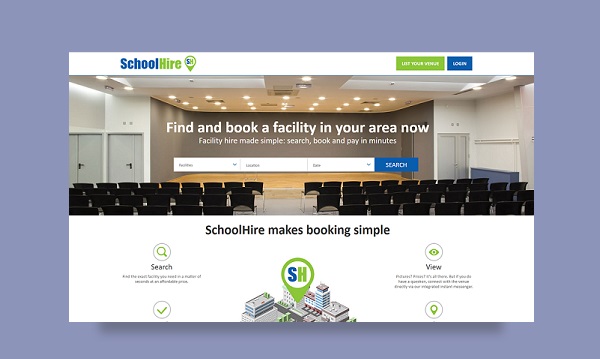 SchoolHire SH
LIST YOUR VENUE
LOGIN
Find and book a facility in your area now
Facility hire made simple: search, book and pay in minutes
Facilities
Location
Date
SEARCH
SchoolHire makes booking simple
Search
Find the exact facility you need in a matter of
seconds at an affordable price.
SH
View
Pictures? Prices? It's all there. But if you do
have a question, connect with the venue
directly via our integrated instant messenger.